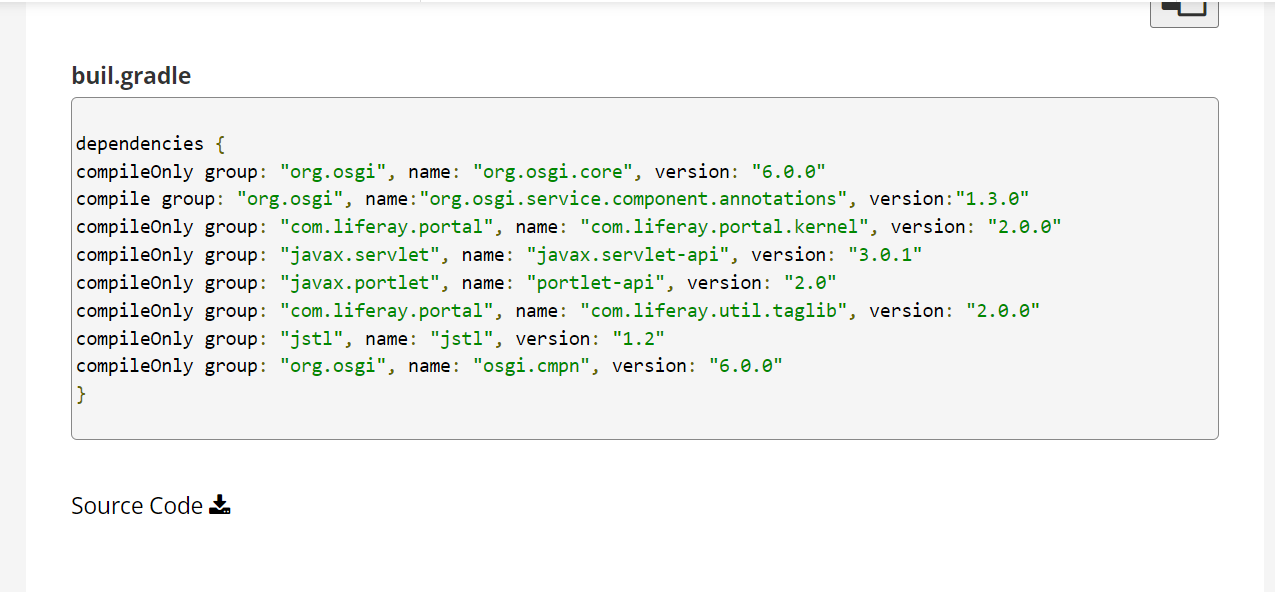 buil.gradle
dependencies {
compileOnly group: "org.osgi", name: "org.osgi.core", version: "6.0.0"
compile group: "org.osgi", name:"org.osgi.service.component.annotations", version:"1.3.0"
compileOnly group: "com.liferay.portal", name: "com.liferay.portal.kernel", version: "2.0.0"
compileOnly group: "javax.servlet", name: "javax.servlet-api", version: "3.0.1"
compileOnly group: "javax.portlet", name: "portlet-api", version: "2.0"
compileOnly group: "com.liferay.portal", name: "com.liferay.util.taglib", version: "2.0.0"
compileOnly group: "jstl", name: "jstl", version: "1.2"
compileOnly group: "org.osgi", name: "osgi.cmpn", version: "6.0.0"
}
Source Code